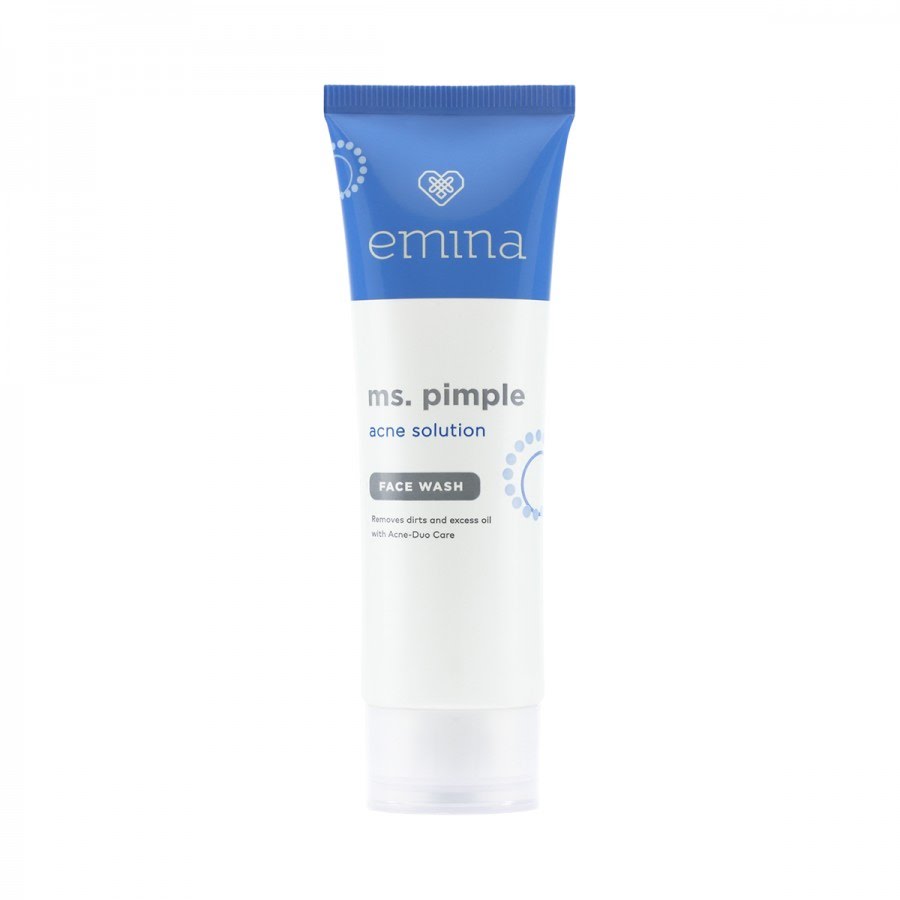 emina
ms. pimple
acne solution
FACE WASH
Removes dirts and excess oil
with Acne-Duo Care